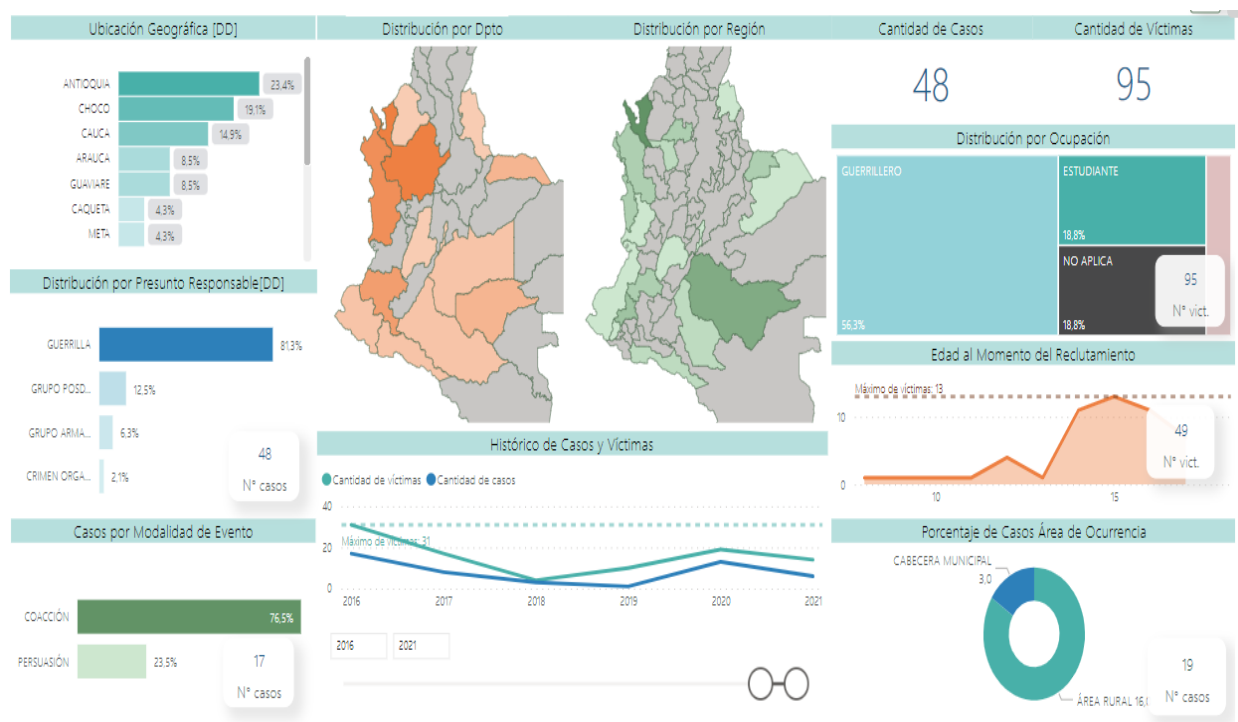 Ubicación Geográfica [DD]
ANTIOQUIA
23,4%
CHOCO
19,1%
CAUCA
14,9%
ARAUCA
8,5%
GUAVIARE
8,5%
CAQUETA
4,3%
META
4,3%
Distribución por Presunto Responsable[DD]
GUERRILLA
81,3%
GRUPO POSD...
12,5%
GRUPO ARMA...
6,3%
CRIMEN ORGA...
2,1%
48
N° casos
Casos por Modalidad de Evento
COACCIÓN
76,5%
PERSUASIÓN
23,5%
17
N° casos
Distribución por Dpto
Distribución por Región
Histórico de Casos y Víctimas
Cantidad de víctimas
Cantidad de casos
40
20
0
Máximo de víctimas: 31
2016
2017
2018
2019
2020
2021
2016
2021
Cantidad de Casos
48
Cantidad de Víctimas
95
Distribución por Ocupación
GUERRILLERO
56,3%
ESTUDIANTE
18,8%
NO APLICA
18,8%
95
N° vict.
Edad al Momento del Reclutamiento
Máximo de víctimas: 13
10
0
10
15
49
N° vict.
Porcentaje de Casos Área de Ocurrencia
CABECERA MUNICIPAL
3,0
ÁREA RURAL 16,
19
N° casos